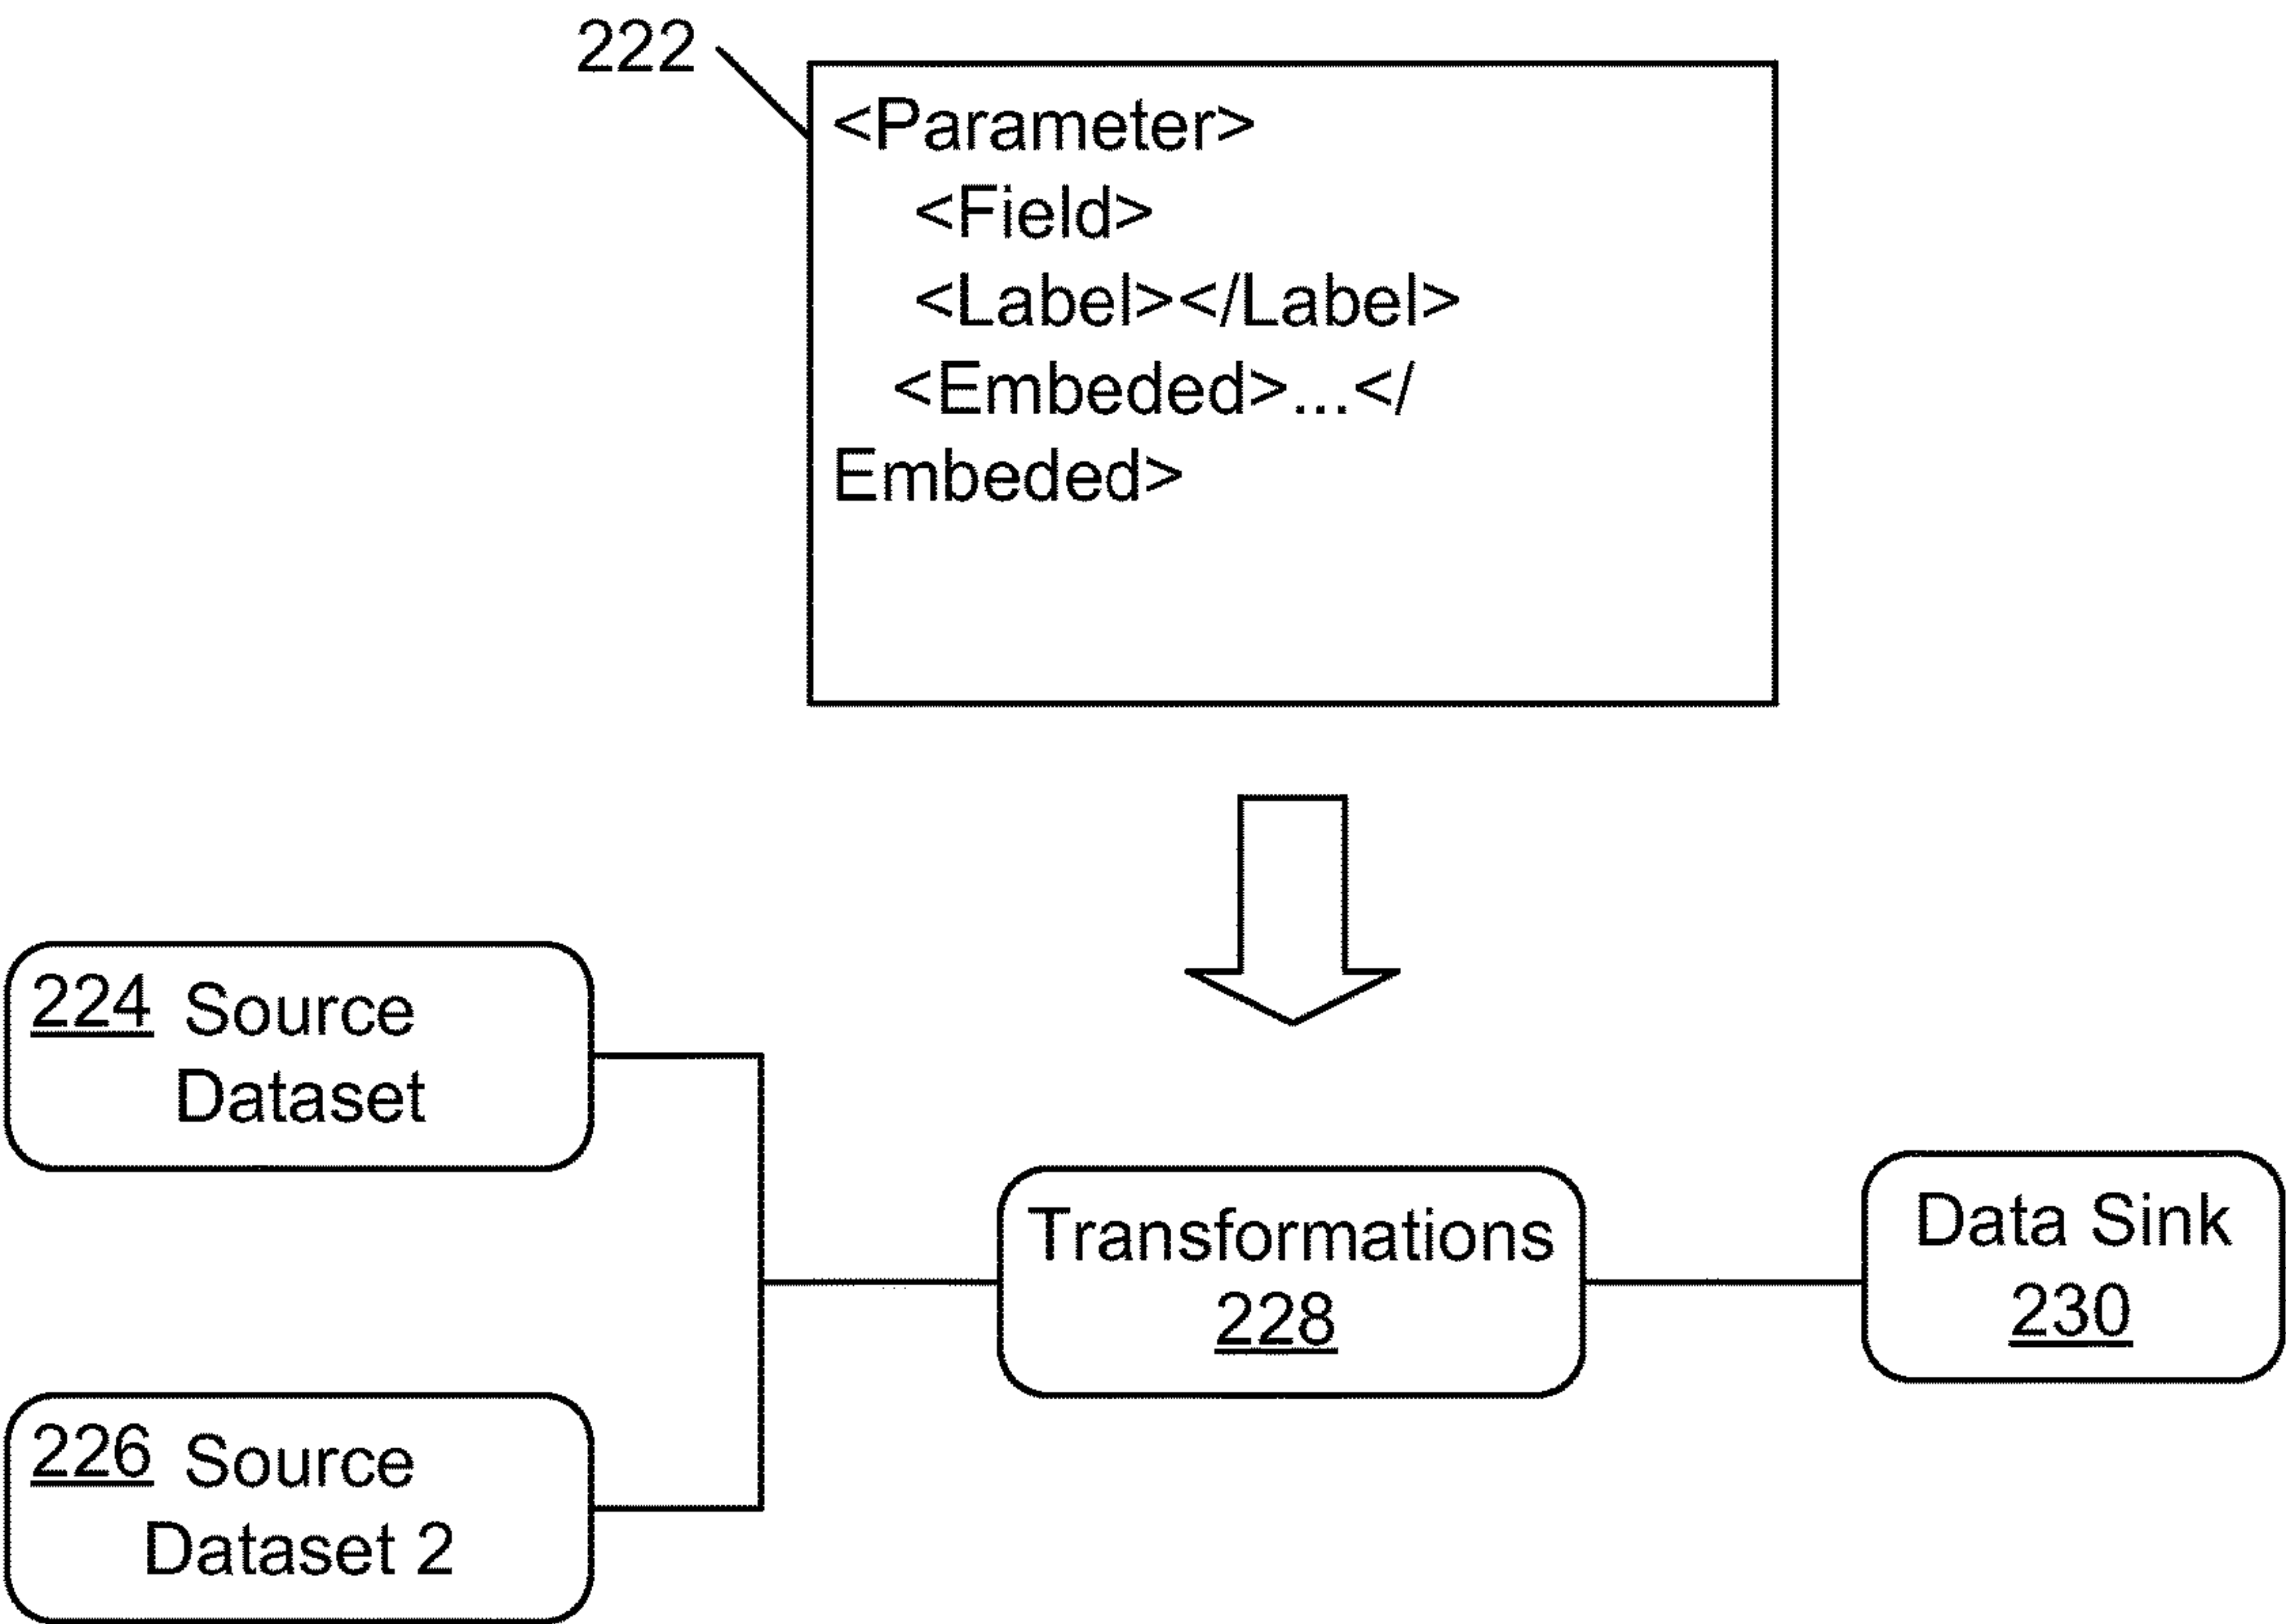 222
<Parameter>
<Field>
<Label></Label>
<Embeded>...</
Embeded>
224 Source
Dataset
226 Source
Dataset 2
Transformations
228
Data Sink
230